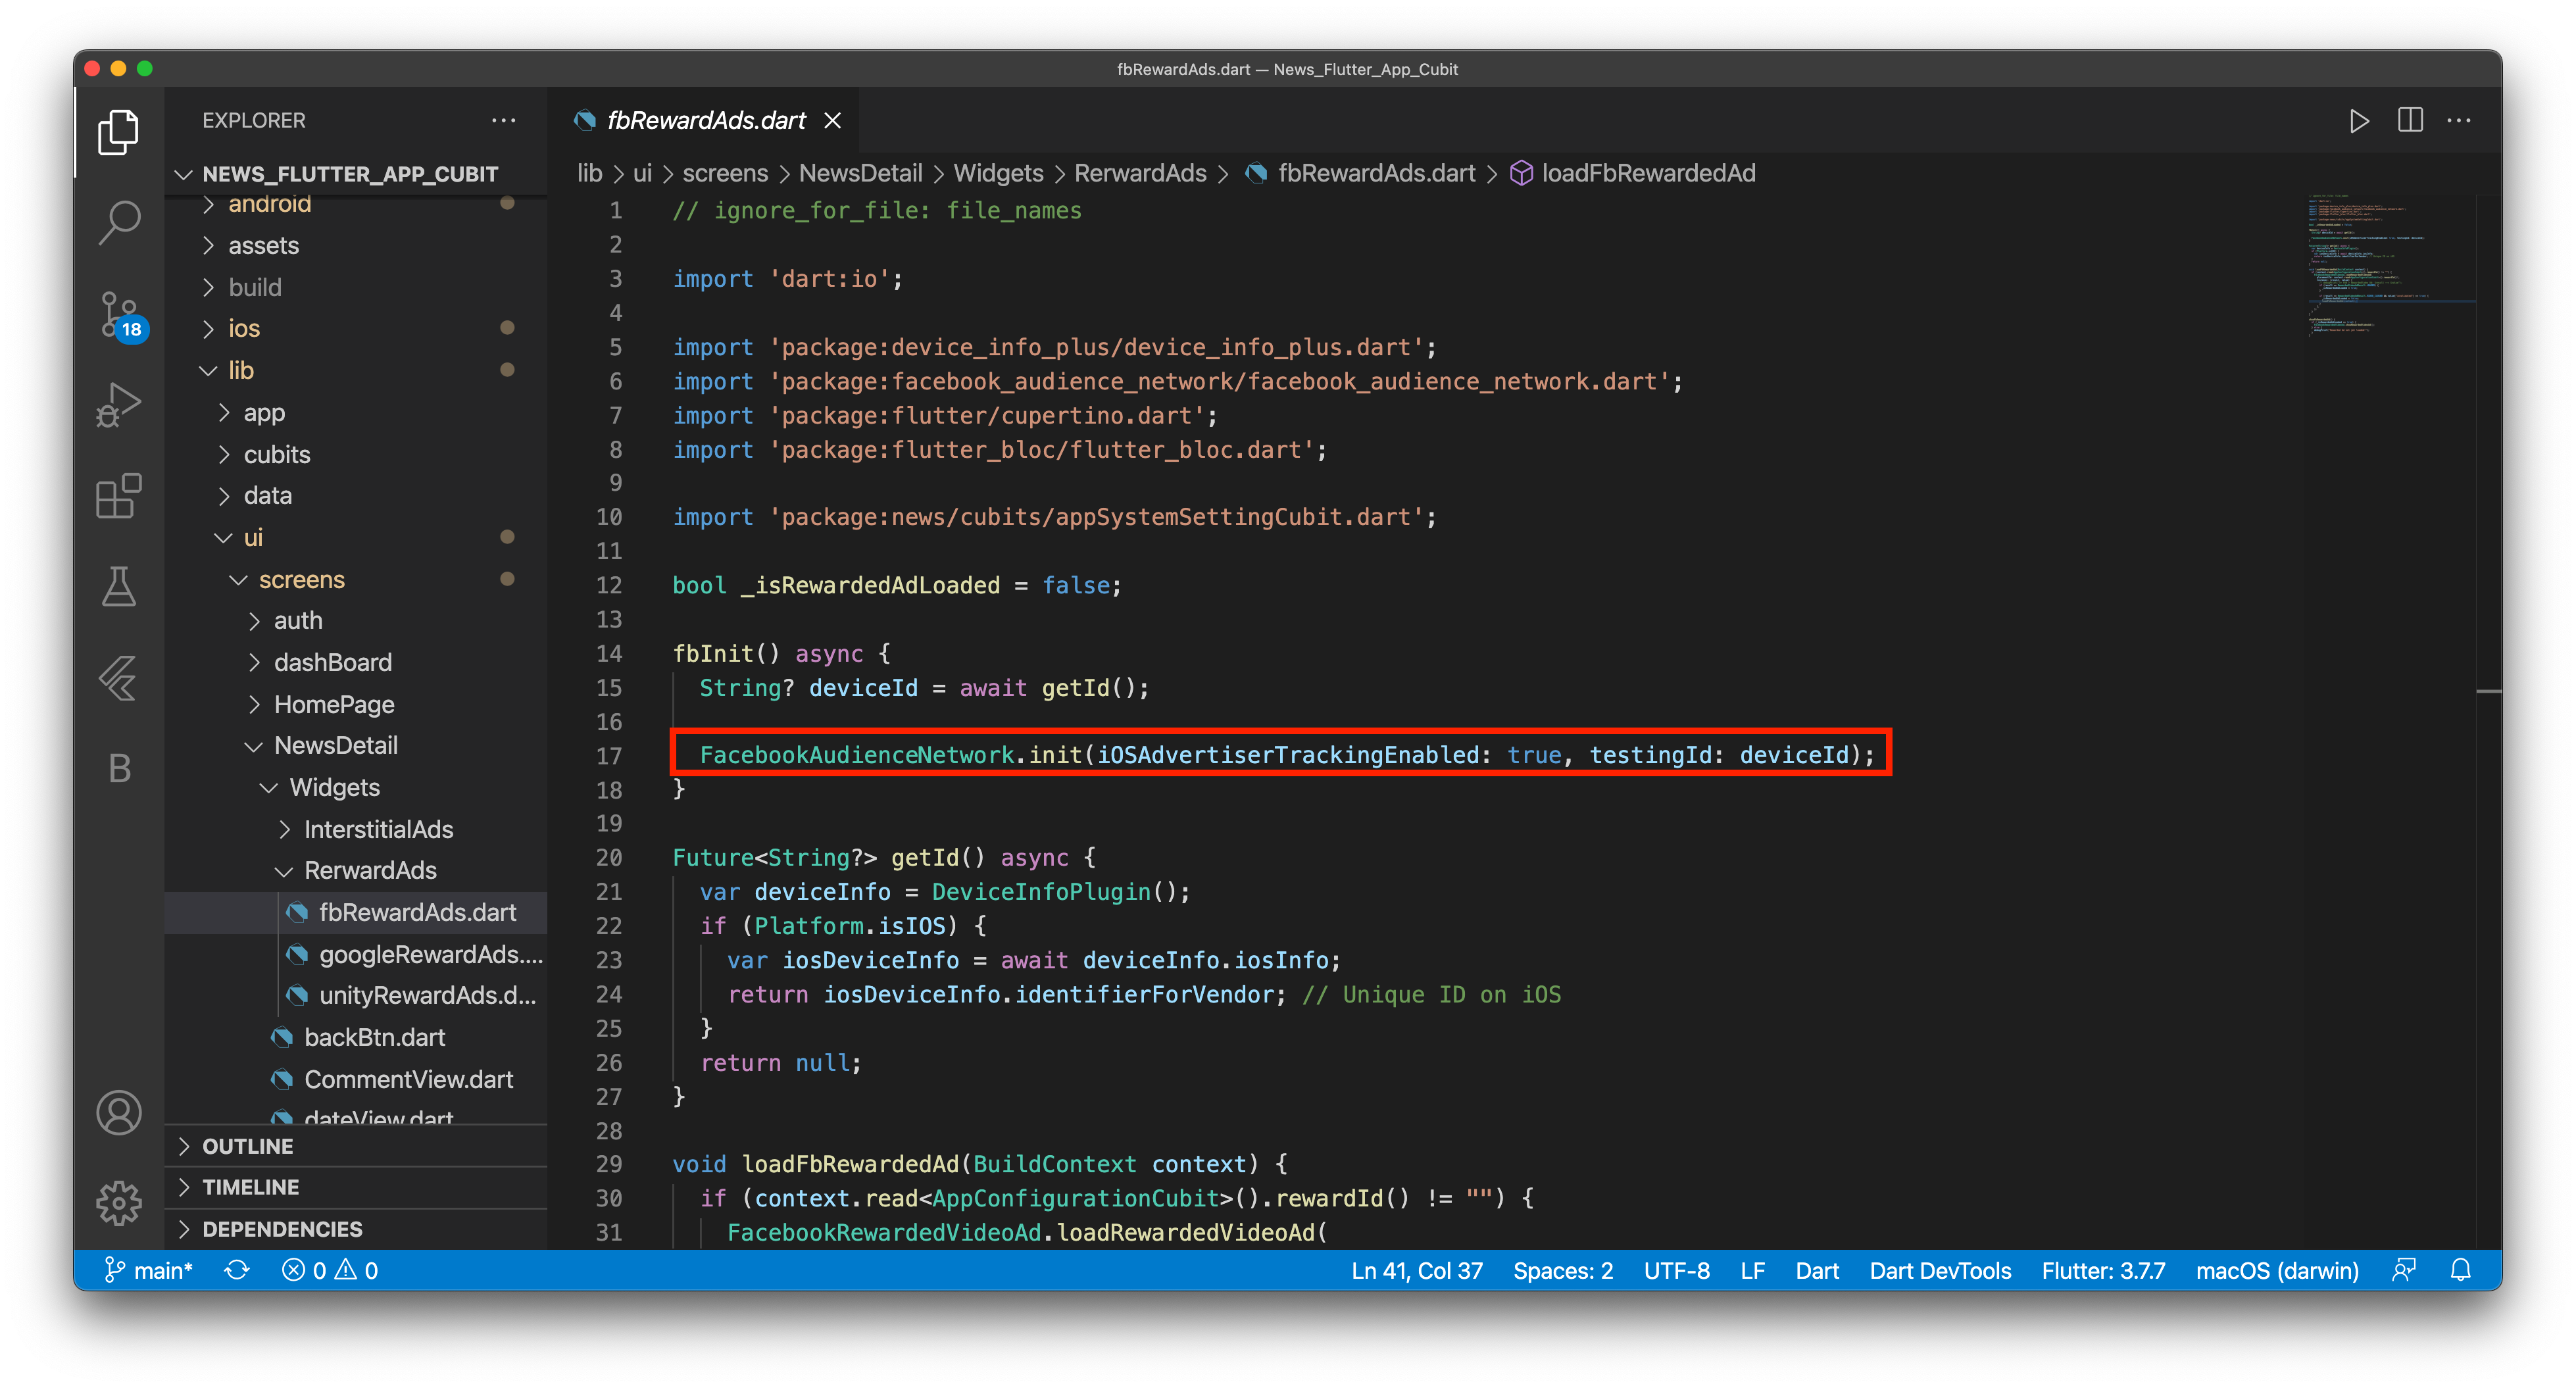 fbRewardAds.dart — News_Flutter_App_Cubit
EXPLORER
NEWS_FLUTTER_APP_CUBIT
android
assets
build
ios
lib
app
cubits
data
ui
screens
auth
dashBoard
HomePage
NewsDetail
Widgets
InterstitialAds
RerwardAds
fbRewardAds.dart
googleRewardAds....
unityRewardAds.d...
backBtn.dart
CommentView.dart
dateView.dart
OUTLINE
TIMELINE
DEPENDENCIES
18
B
fbRewardAds.dart
lib > ui > screens > NewsDetail > Widgets > RerwardAds > fbRewardAds.dart > loadFbRewardedAd
1 // ignore_for_file: file_names
2
3 import 'dart:io';
4
5 import 'package:device_info_plus/device_info_plus.dart';
6 import 'package:facebook_audience_network/facebook_audience_network.dart';
7 import 'package:flutter/cupertino.dart';
8 import 'package:flutter_bloc/flutter_bloc.dart';
9
10 import 'package:news/cubits/appSystemSettingCubit.dart';
11
12 bool _isRewardedAdLoaded = false;
13
14 fbInit() async {
15 String? deviceId = await getId();
16
17 FacebookAudienceNetwork.init(iOSAdvertiserTrackingEnabled: true, testingId: deviceId);
18 }
19
20 Future<String?> getId() async {
21 var deviceInfo = DeviceInfoPlugin();
22 if (Platform.isIOS) {
23 var iosDeviceInfo = await deviceInfo.iosInfo;
24 return iosDeviceInfo.identifierForVendor; // Unique ID on iOS
25 }
26 return null;
27 }
28
29 void loadFbRewardedAd(BuildContext context) {
30 if (context.read<AppConfigurationCubit>().rewardId() != "") {
31 FacebookRewardedVideoAd.loadRewardedVideoAd(
main* 0 0 Ln 41, Col 37 Spaces: 2 UTF-8 LF Dart Dart DevTools Flutter: 3.7.7 macOS (darwin)